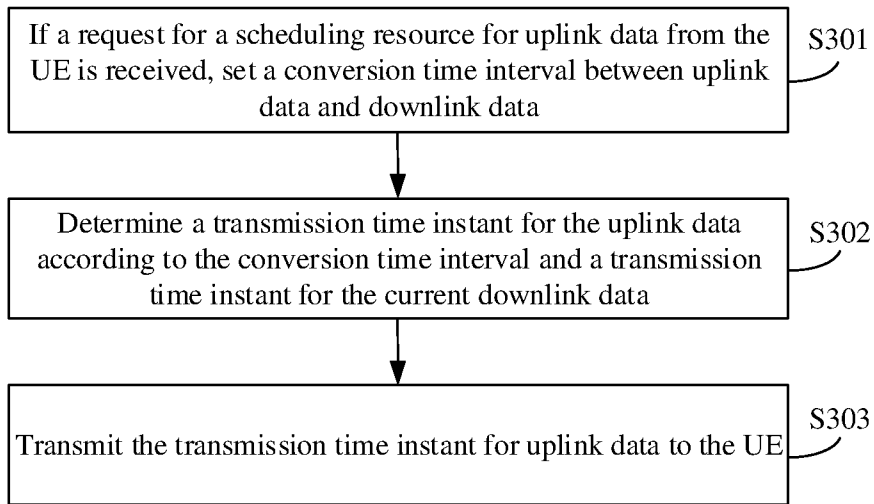 If a request for a scheduling resource for uplink data from the
UE is received, set a conversion time interval between uplink
data and downlink data
S301
Determine a transmission time instant for the uplink data
according to the conversion time interval and a transmission
time instant for the current downlink data
S302
Transmit the transmission time instant for uplink data to the UE
S303